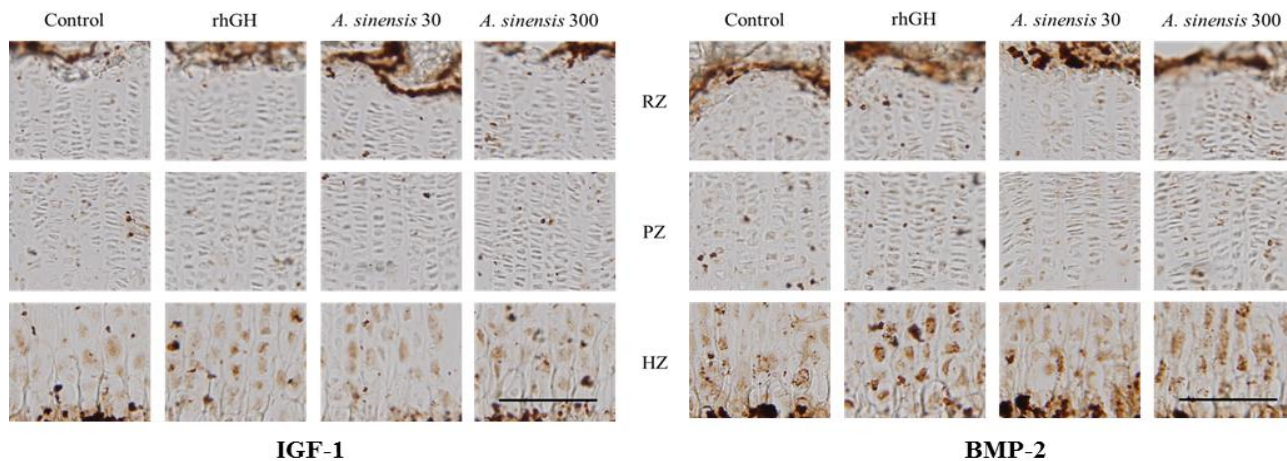 Control rhGH A. sinensis 30 A. sinensis 300 Control rhGH A. sinensis 30 A. sinensis 300
RZ
PZ
HZ
IGF-1 BMP-2